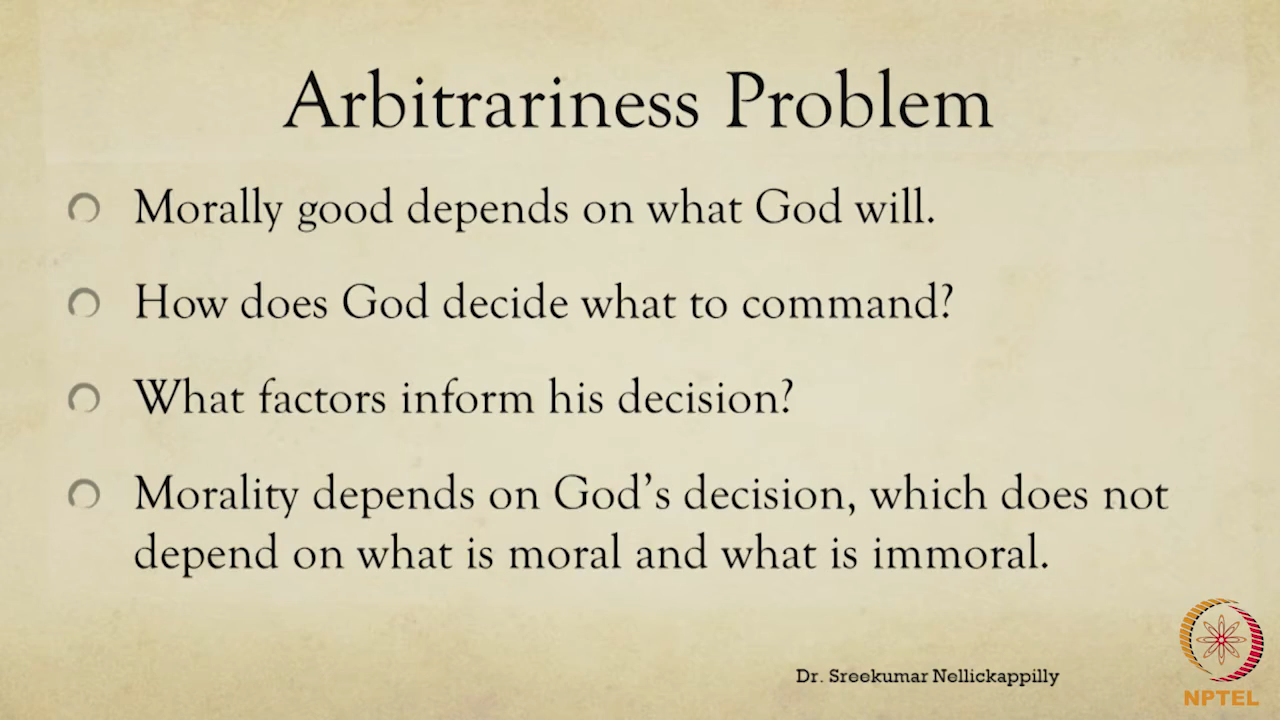 Arbitrariness Problem
Morally good depends on what God will.
How does God decide what to command?
What factors inform his decision?
Morality depends on God's decision, which does not
depend on what is moral and what is immoral.
Dr. Sreekumar Nellickappilly
NPTEL